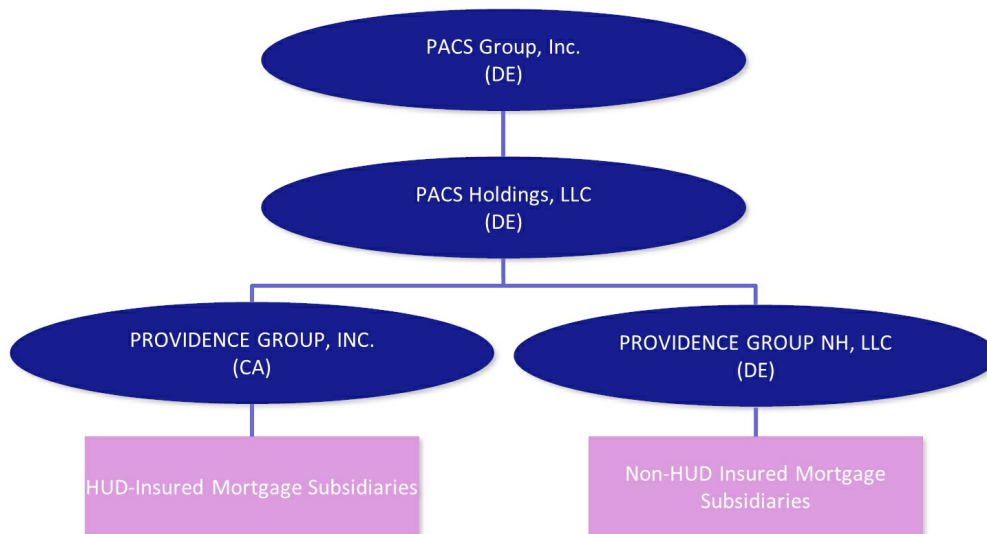 PACS Group, Inc.
(DE)
PACS Holdings, LLC
(DE)
PROVIDENCE GROUP, INC.
(CA)
PROVIDENCE GROUP NH, LLC
(DE)
HUD-Insured Mortgage Subsidiaries
Non-HUD Insured Mortgage
Subsidiaries